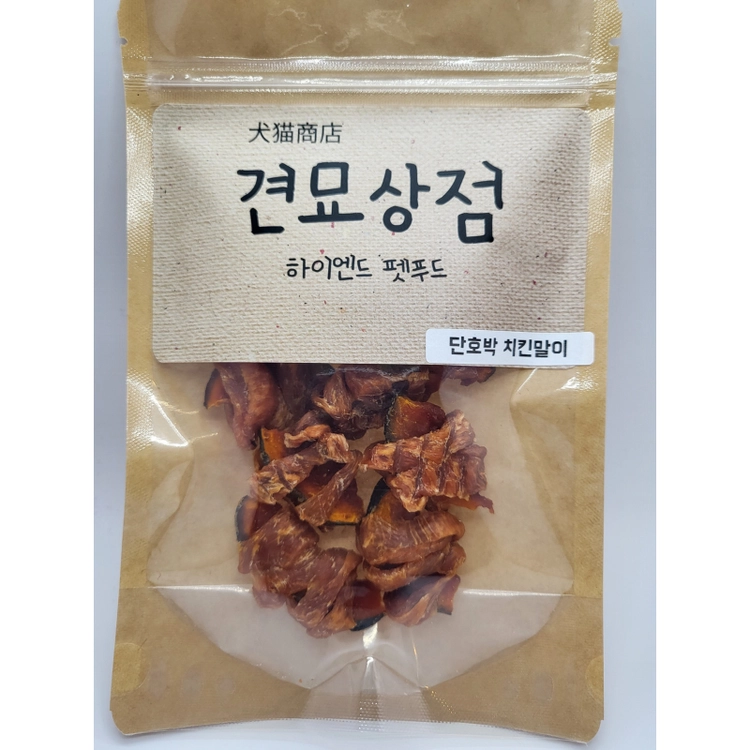 犬猫商店
견묘상점
하이엔드 펫푸드
단호박 치킨말이